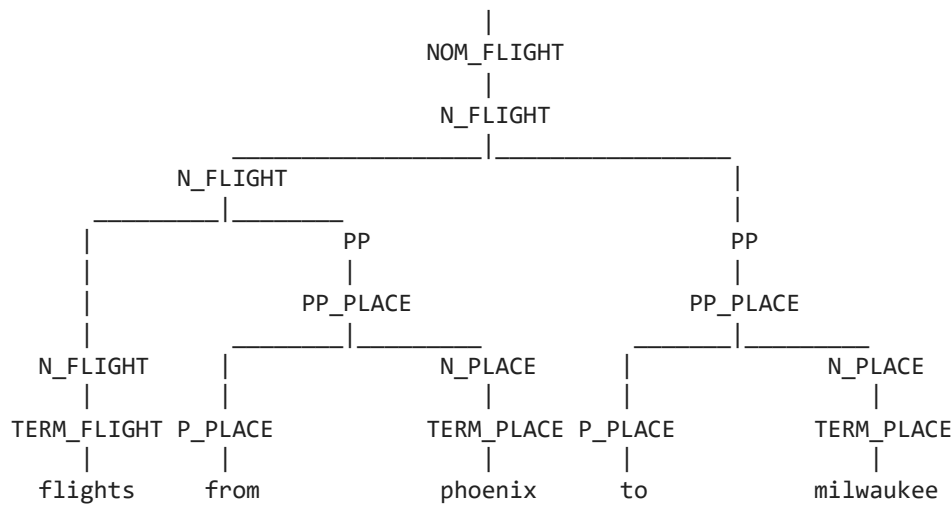 NOM_FLIGHT
N_FLIGHT
N_FLIGHT
PP PP
PP_PLACE PP_PLACE
N_FLIGHT N_PLACE N_PLACE
TERM_FLIGHT P_PLACE TERM_PLACE P_PLACE TERM_PLACE
flights from phoenix to milwaukee